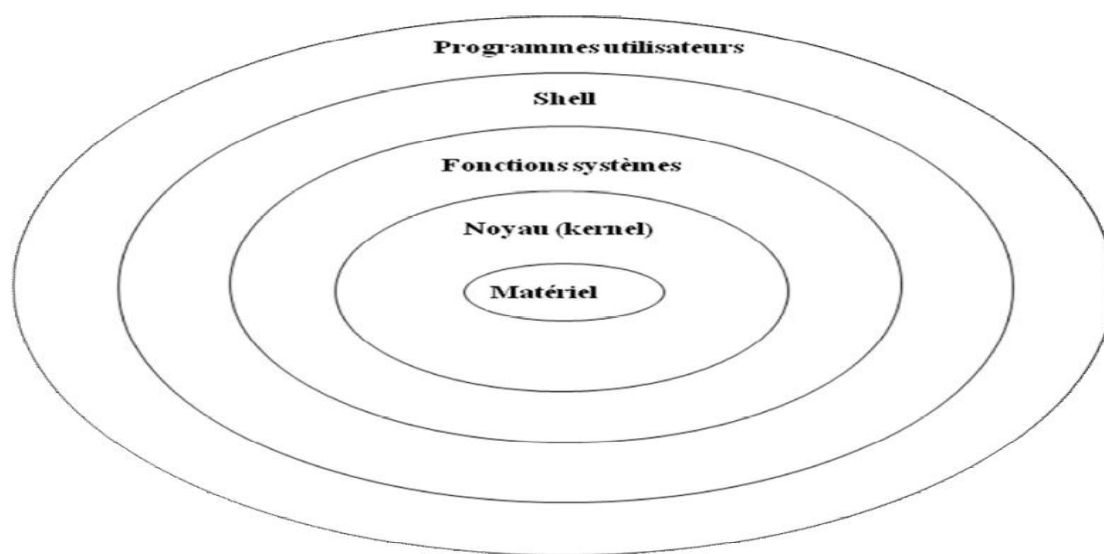 Programmes utilisateurs
Shell
Fonctions systèmes
Noyau (kernel)
Matériel